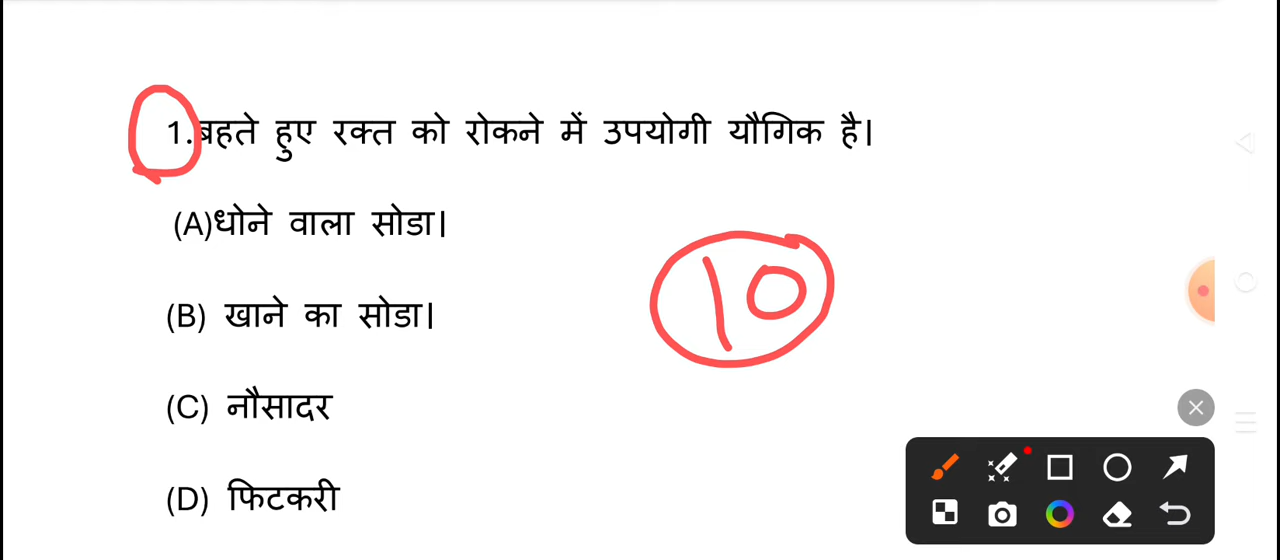 1.बहते हुए रक्त को रोकने में उपयोगी यौगिक है।
(A)धोने वाला सोडा।
(B) खाने का सोडा।
10
(C) नौसादर
(D) फिटकरी